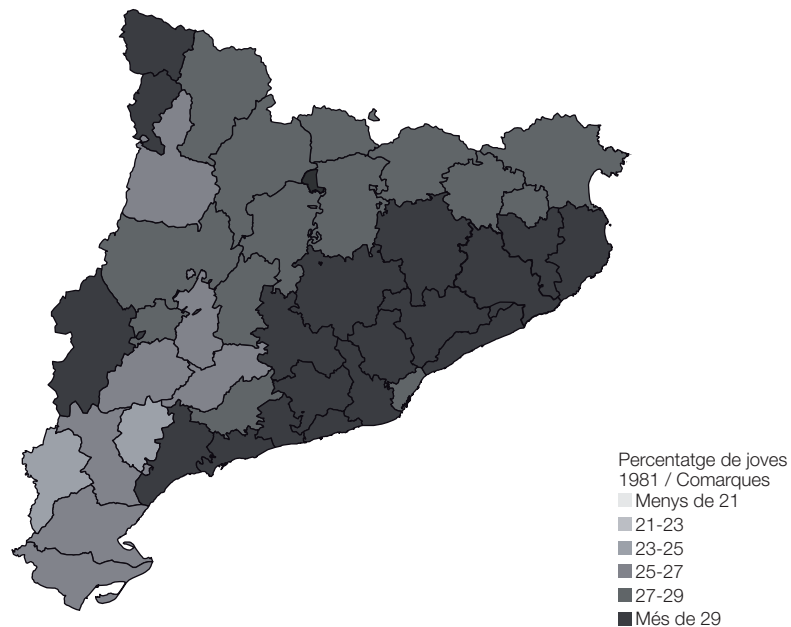 Percentatge de joves
1981 / Comarques
Menys de 21
21-23
23-25
25-27
27-29
Més de 29